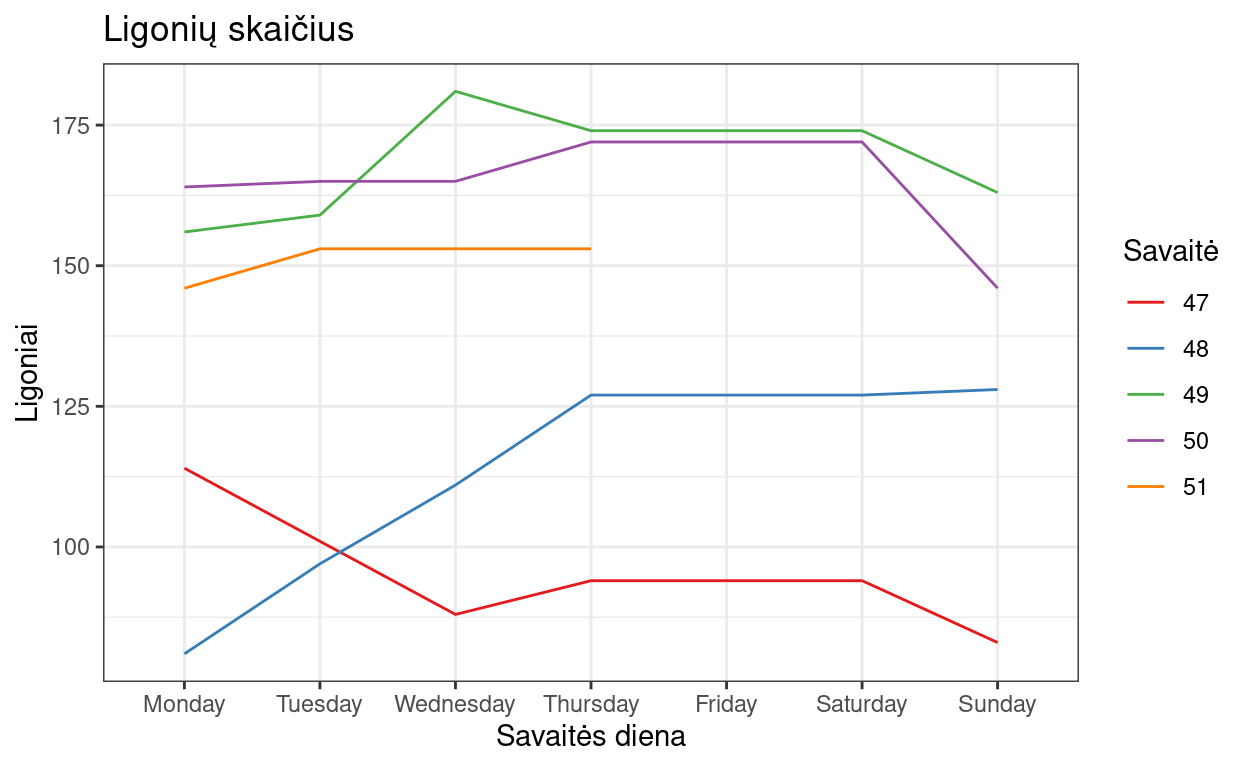 Ligonių skaičius
175
150
125
100
Ligoniai
Monday Tuesday Wednesday Thursday Friday Saturday Sunday
Savaitės diena
Savaitė
47
48
49
50
51